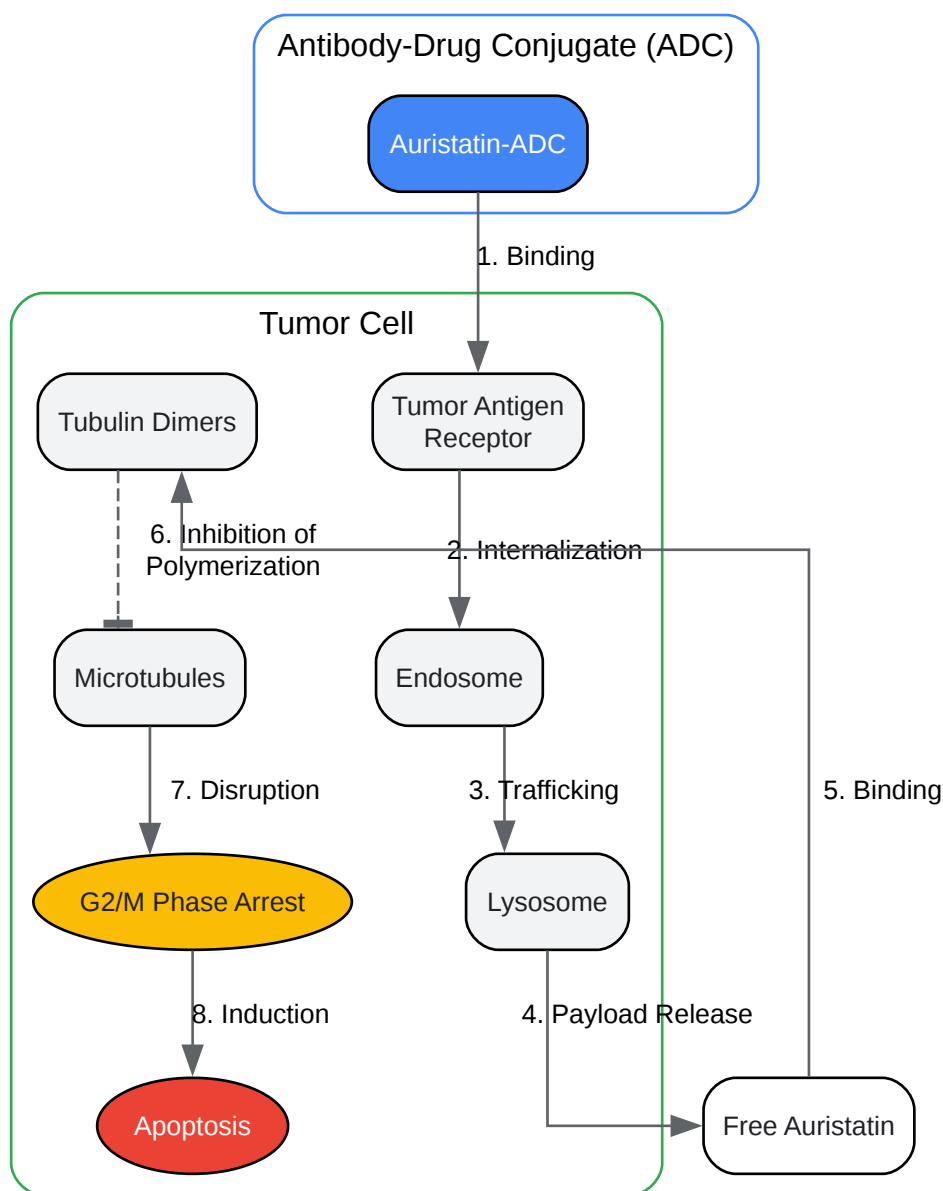 Antibody-Drug Conjugate (ADC)
Auristatin-ADC
1. Binding
Tumor Cell
Tubulin Dimers
Tumor Antigen
Receptor
6. Inhibition of
Polymerization
2. Internalization
Microtubules
Endosome
7. Disruption
3. Trafficking
5. Binding
G2/M Phase Arrest
Lysosome
8. Induction
4. Payload Release
Apoptosis
Free Auristatin